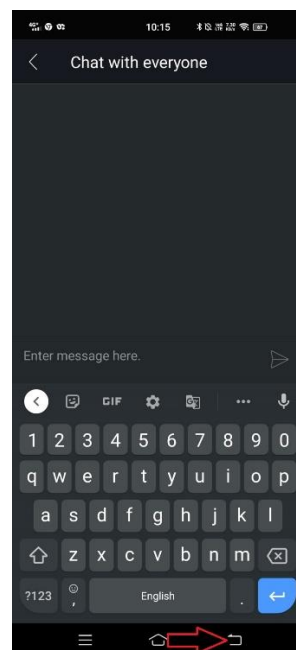 10:15
Chat with everyone
Enter message here.
GIF
1 2 3 4 5 6 7 8 9 0
q w e r t y u i o p
a s d f g h j k l
z x c v b n m
?123 , English .